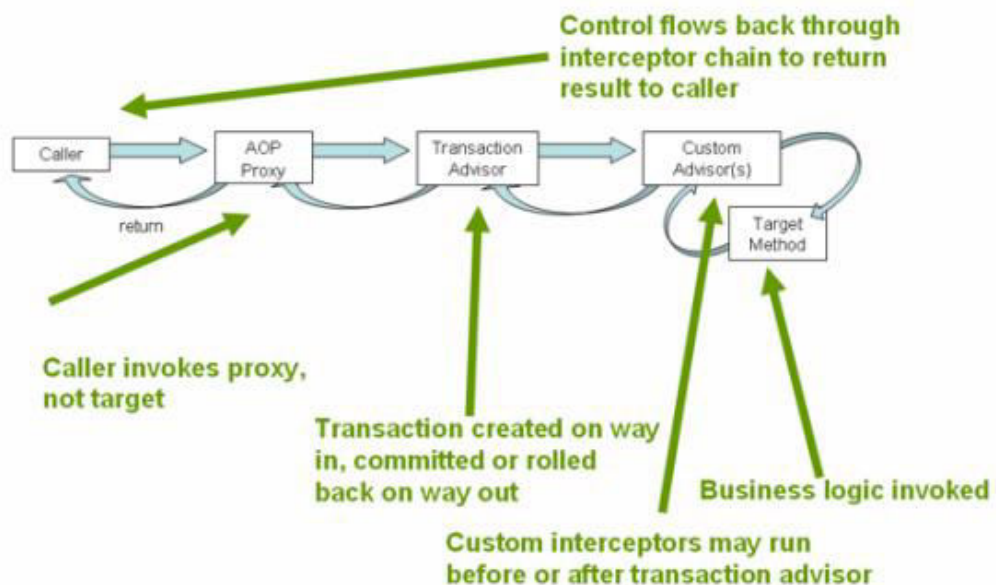 Control flows back through
interceptor chain to return
result to caller
Caller
AOP
Proxy
Transaction
Advisor
Custom
Advisor(s)
return
Target
Method
Caller invokes proxy,
not target
Transaction created on way
in, committed or rolled
back on way out
Business logic invoked
Custom interceptors may run
before or after transaction advisor